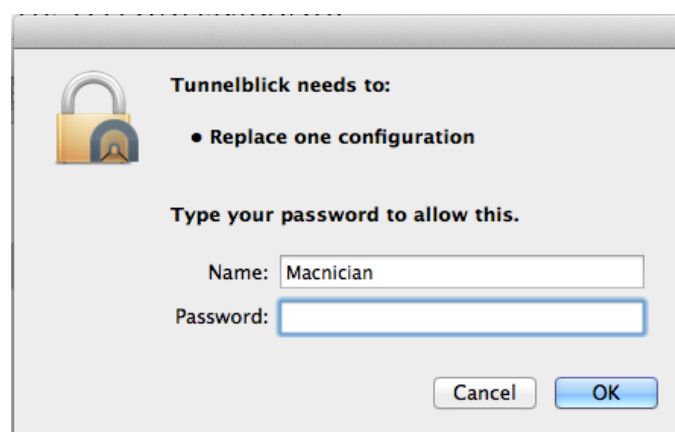 Tunnelblick needs to:
• Replace one configuration
Type your password to allow this.
Name: Macnician
Password:
Cancel OK